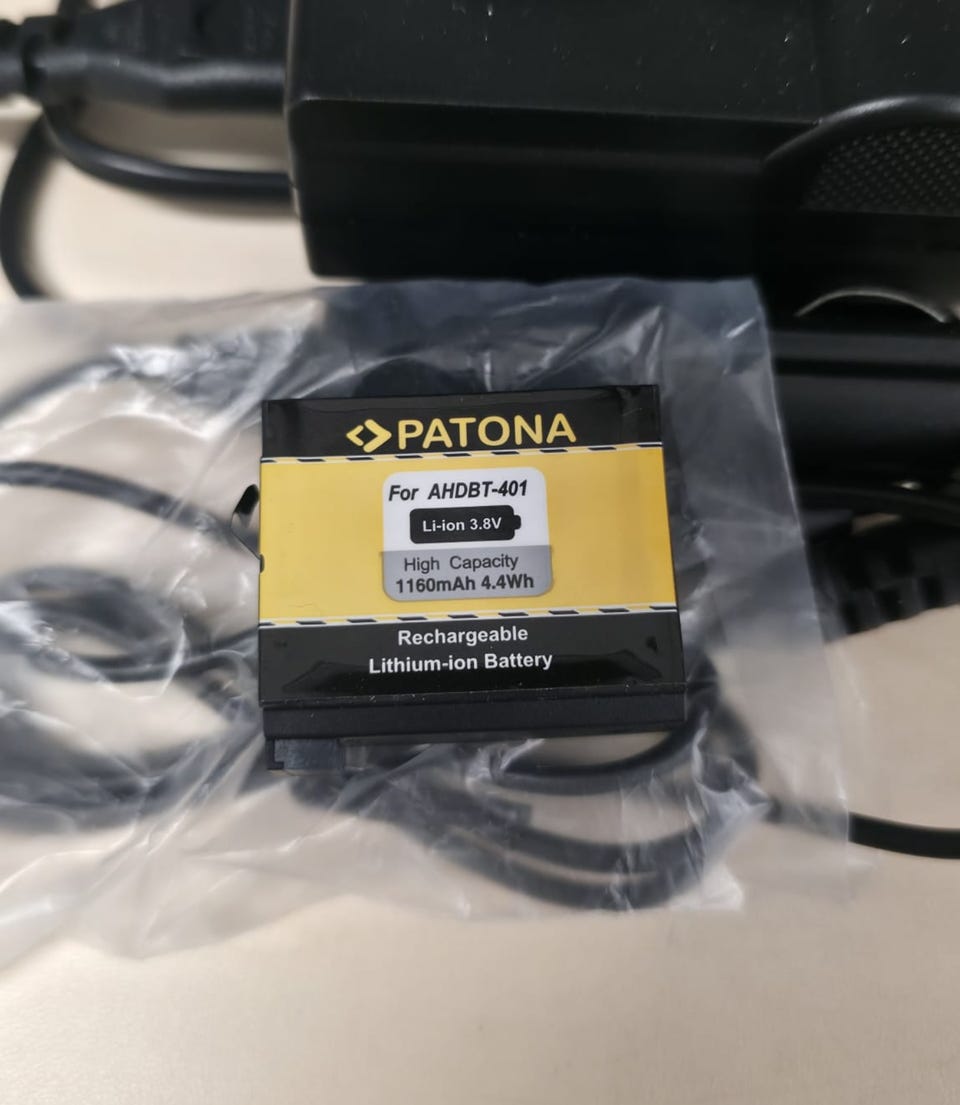 PATONA
For AHDBT-401
Li-ion 3.8V
High Capacity
1160mAh 4.4Wh
Rechargeable
Lithium-ion Battery